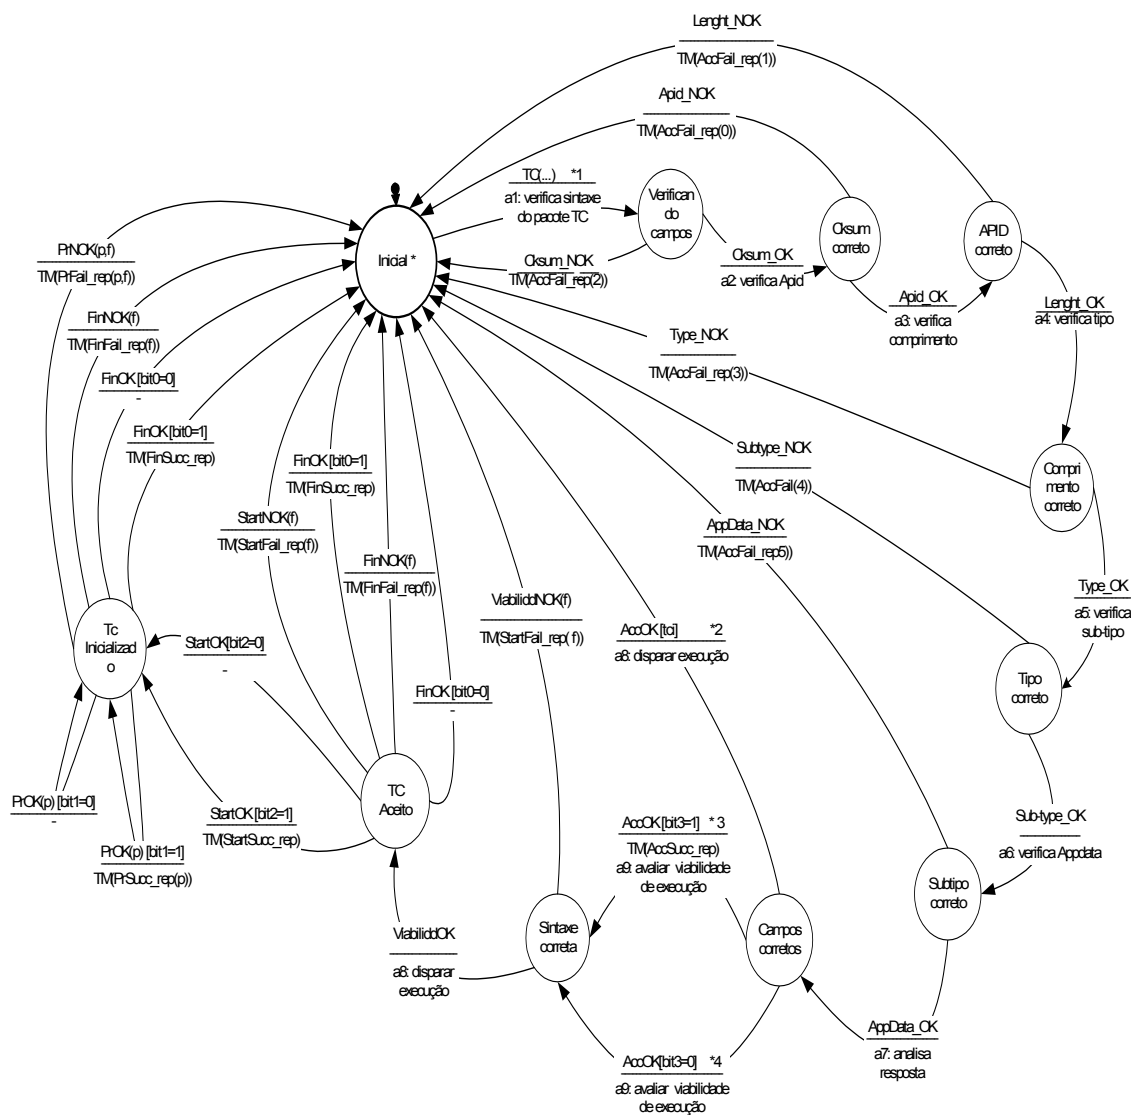 Lenght_NOK
TM(AccFail_rep(1))
Apid_NOK
TM(AccFail_rep(0))
TC(...) *1
a1: verifica sintaxe
do pacote TC
Verifican
do
campos
Cksum
correto
APID
correto
Inicial *
Cksum_NOK
TM(AccFail_rep(2))
Cksum_OK
a2: verifica Apid
Apid_OK
a3: verifica
comprimento
Lenght_OK
a4: verifica tipo
PrNOK(p,f)
TM(PrFail_rep(p,f))
FinNOK(f)
TM(FinFail_rep(f))
FinOK [bit0=0]
-
FinOK [bit0=1]
TM(FinSucc_rep)
Type_NOK
TM(AccFail_rep(3))
Subtype_NOK
TM(AccFail(4))
Compri
mento
correto
FinOK [bit0=1]
TM(FinSucc_rep)
StartNOK(f)
TM(StartFail_rep(f))
FinNOK(f)
TM(FinFail_rep(f))
AppData_NOK
TM(AccFail_rep5))
ViabilidNOK(f)
TM(StartFail_rep( f))
Type_OK
a5: verifica
sub-tipo
Tc
Inicializad
o
StartOK[bit2=0]
-
AccOK [tci] *2
a8: disparar execução
FinOK [bit0=0]
-
Tipo
correto
TC
Aceito
PrOK(p) [bit1=0]
-
StartOK [bit2=1]
TM(StartSucc_rep)
PrOK(p) [bit1=1]
TM(PrSucc_rep(p))
AccOK[bit3=1] * 3
TM(AccSucc_rep)
a9: avaliar viabilidade
de execução
Sub-type_OK
a6: verifica Appdata
Subtipo
correto
ViabilidOK
a8: disparar
execução
Sintaxe
correta
Campos
corretos
AppData_OK
a7: analisa
resposta
AccOK[bit3=0] *4
a9: avaliar viabilidade
de execução